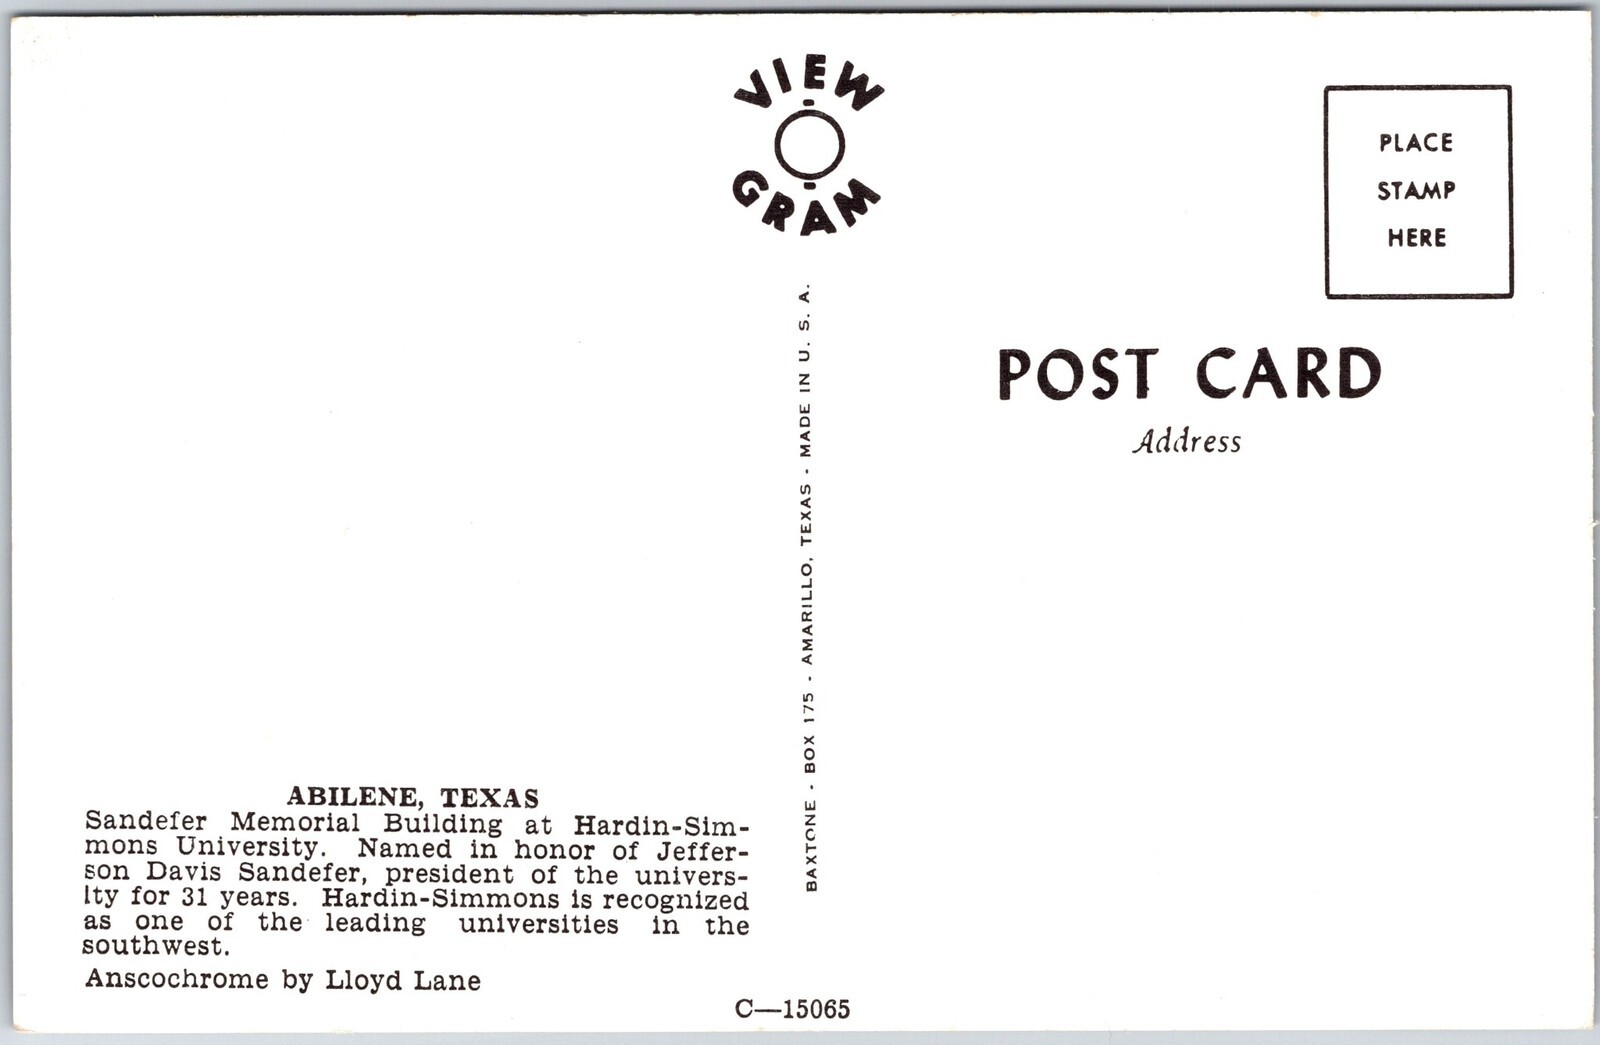 VIEW
GRAM
PLACE
STAMP
HERE
POST CARD
Address
BAXTONE - BOX 175 - AMARILLO, TEXAS - MADE IN U. S. A.
ABILENE, TEXAS
Sandefer Memorial Building at Hardin-Sim-
mons University. Named in honor of Jeffer-
son Davis Sandefer, president of the univers-
ity for 31 years. Hardin-Simmons is recognized
as one of the leading universities in the
southwest.
Anscochrome by Lloyd Lane
C—15065